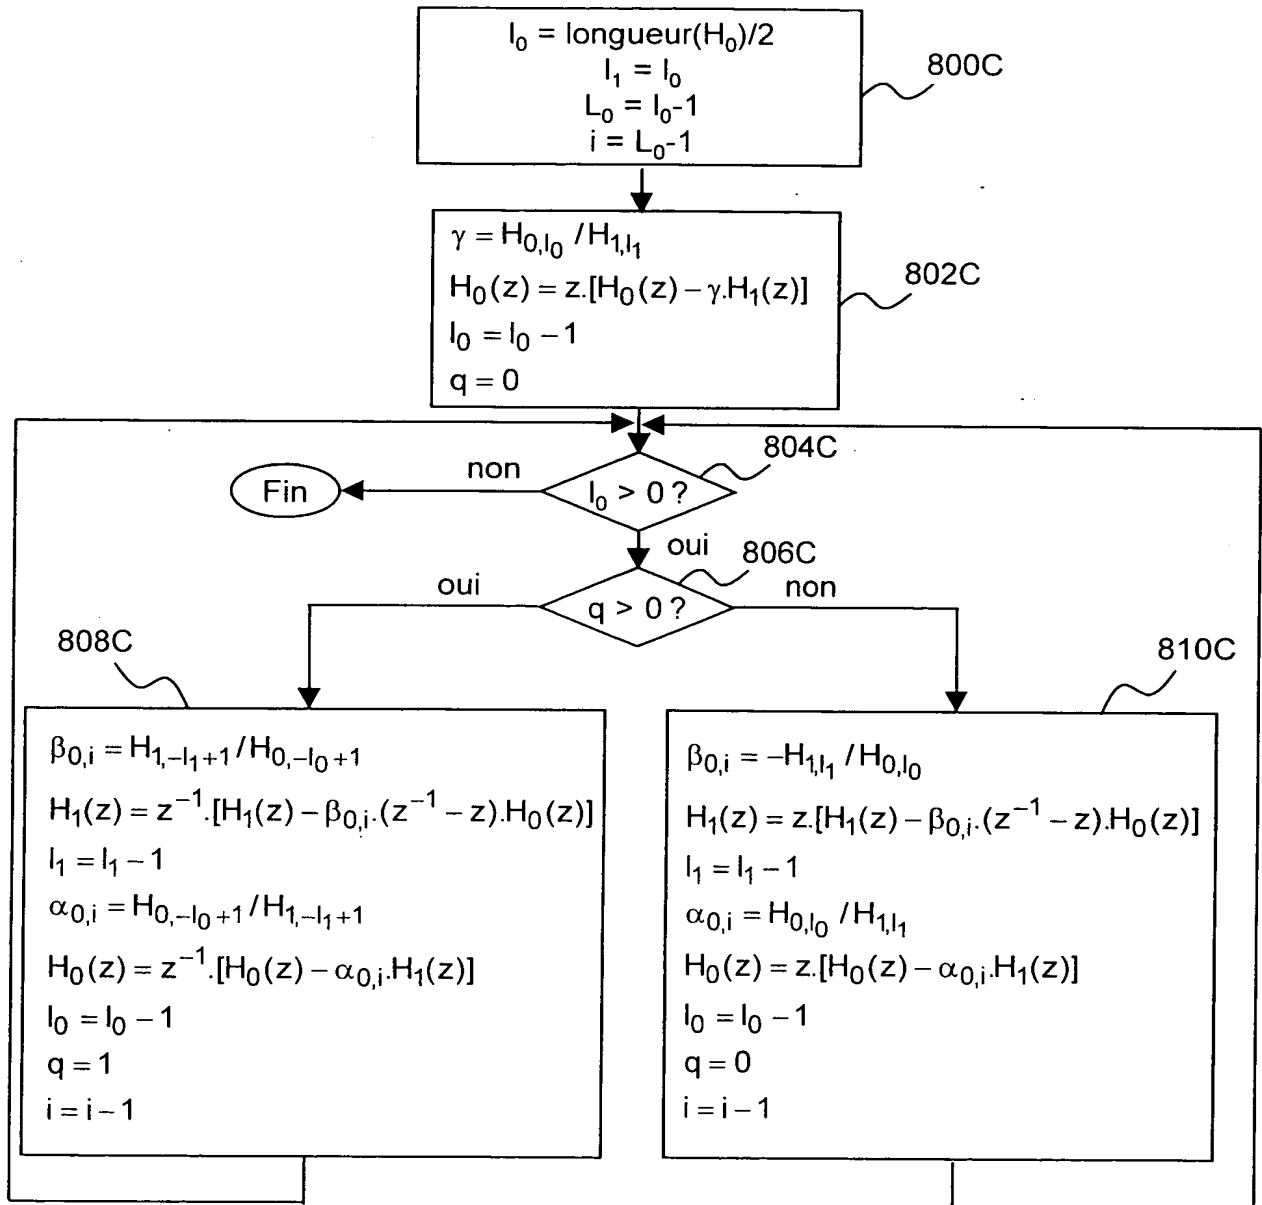 l₀ = longueur(H₀)/2
l₁ = l₀
L₀ = l₀-1
i = L₀-1
800C
γ = H₀,l₀ / H₁,l₁
H₀(z) = z.[H₀(z) – γ.H₁(z)]
l₀ = l₀ – 1
q = 0
802C
804C
non
Fin
l₀ > 0 ?
oui
806C
oui
q > 0 ?
non
808C
810C
β₀,i = H₁,–l₁+1 / H₀,–l₀+1
H₁(z) = z⁻¹.[H₁(z) – β₀,i.(z⁻¹ – z).H₀(z)]
l₁ = l₁ – 1
α₀,i = H₀,–l₀+1 / H₁,–l₁+1
H₀(z) = z⁻¹.[H₀(z) – α₀,i.H₁(z)]
l₀ = l₀ – 1
q = 1
i = i – 1
β₀,i = –H₁,l₁ / H₀,l₀
H₁(z) = z.[H₁(z) – β₀,i.(z⁻¹ – z).H₀(z)]
l₁ = l₁ – 1
α₀,i = H₀,l₀ / H₁,l₁
H₀(z) = z.[H₀(z) – α₀,i.H₁(z)]
l₀ = l₀ – 1
q = 0
i = i – 1